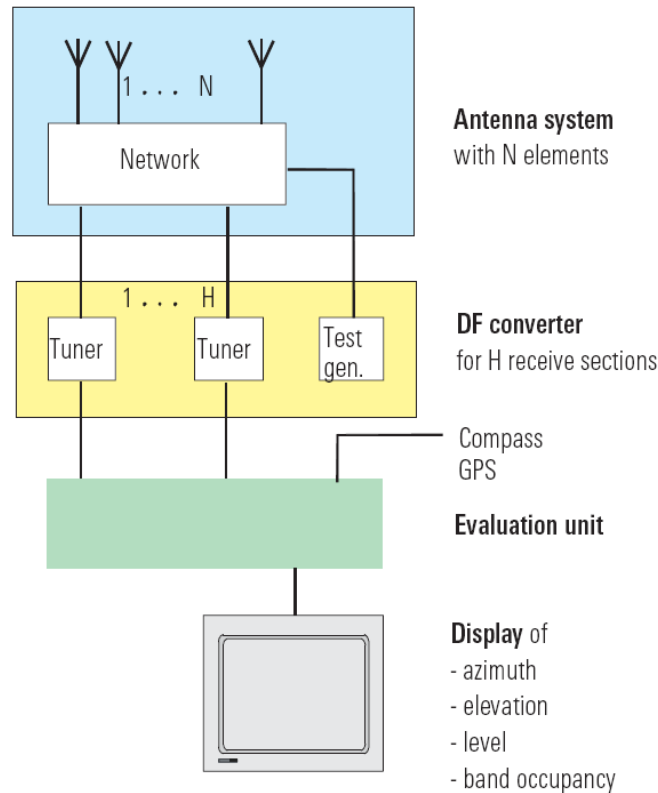 1 . . . N
Network
Antenna system
with N elements
1 . . . H
Tuner
Tuner
Test
gen.
DF converter
for H receive sections
Compass
GPS
Evaluation unit
Display of
- azimuth
- elevation
- level
- band occupancy